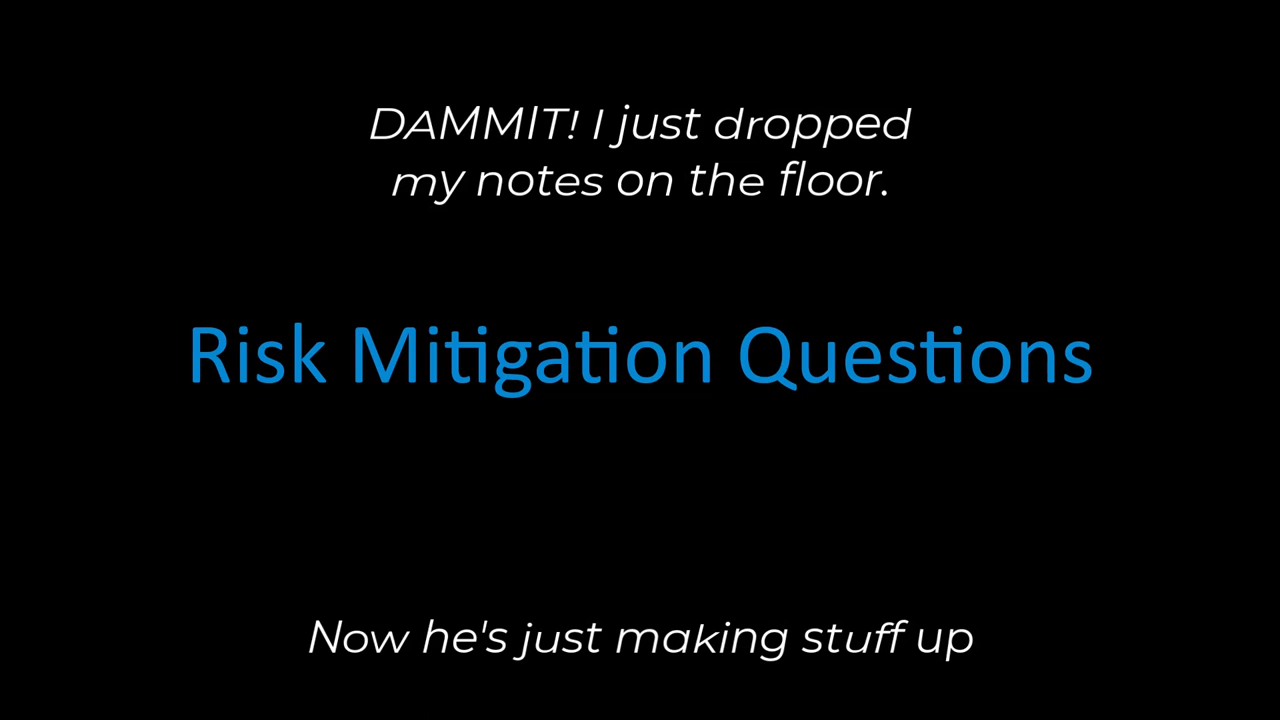 DAMMIT! I just dropped
my notes on the floor.
Risk Mitigation Questions
Now he's just making stuff up